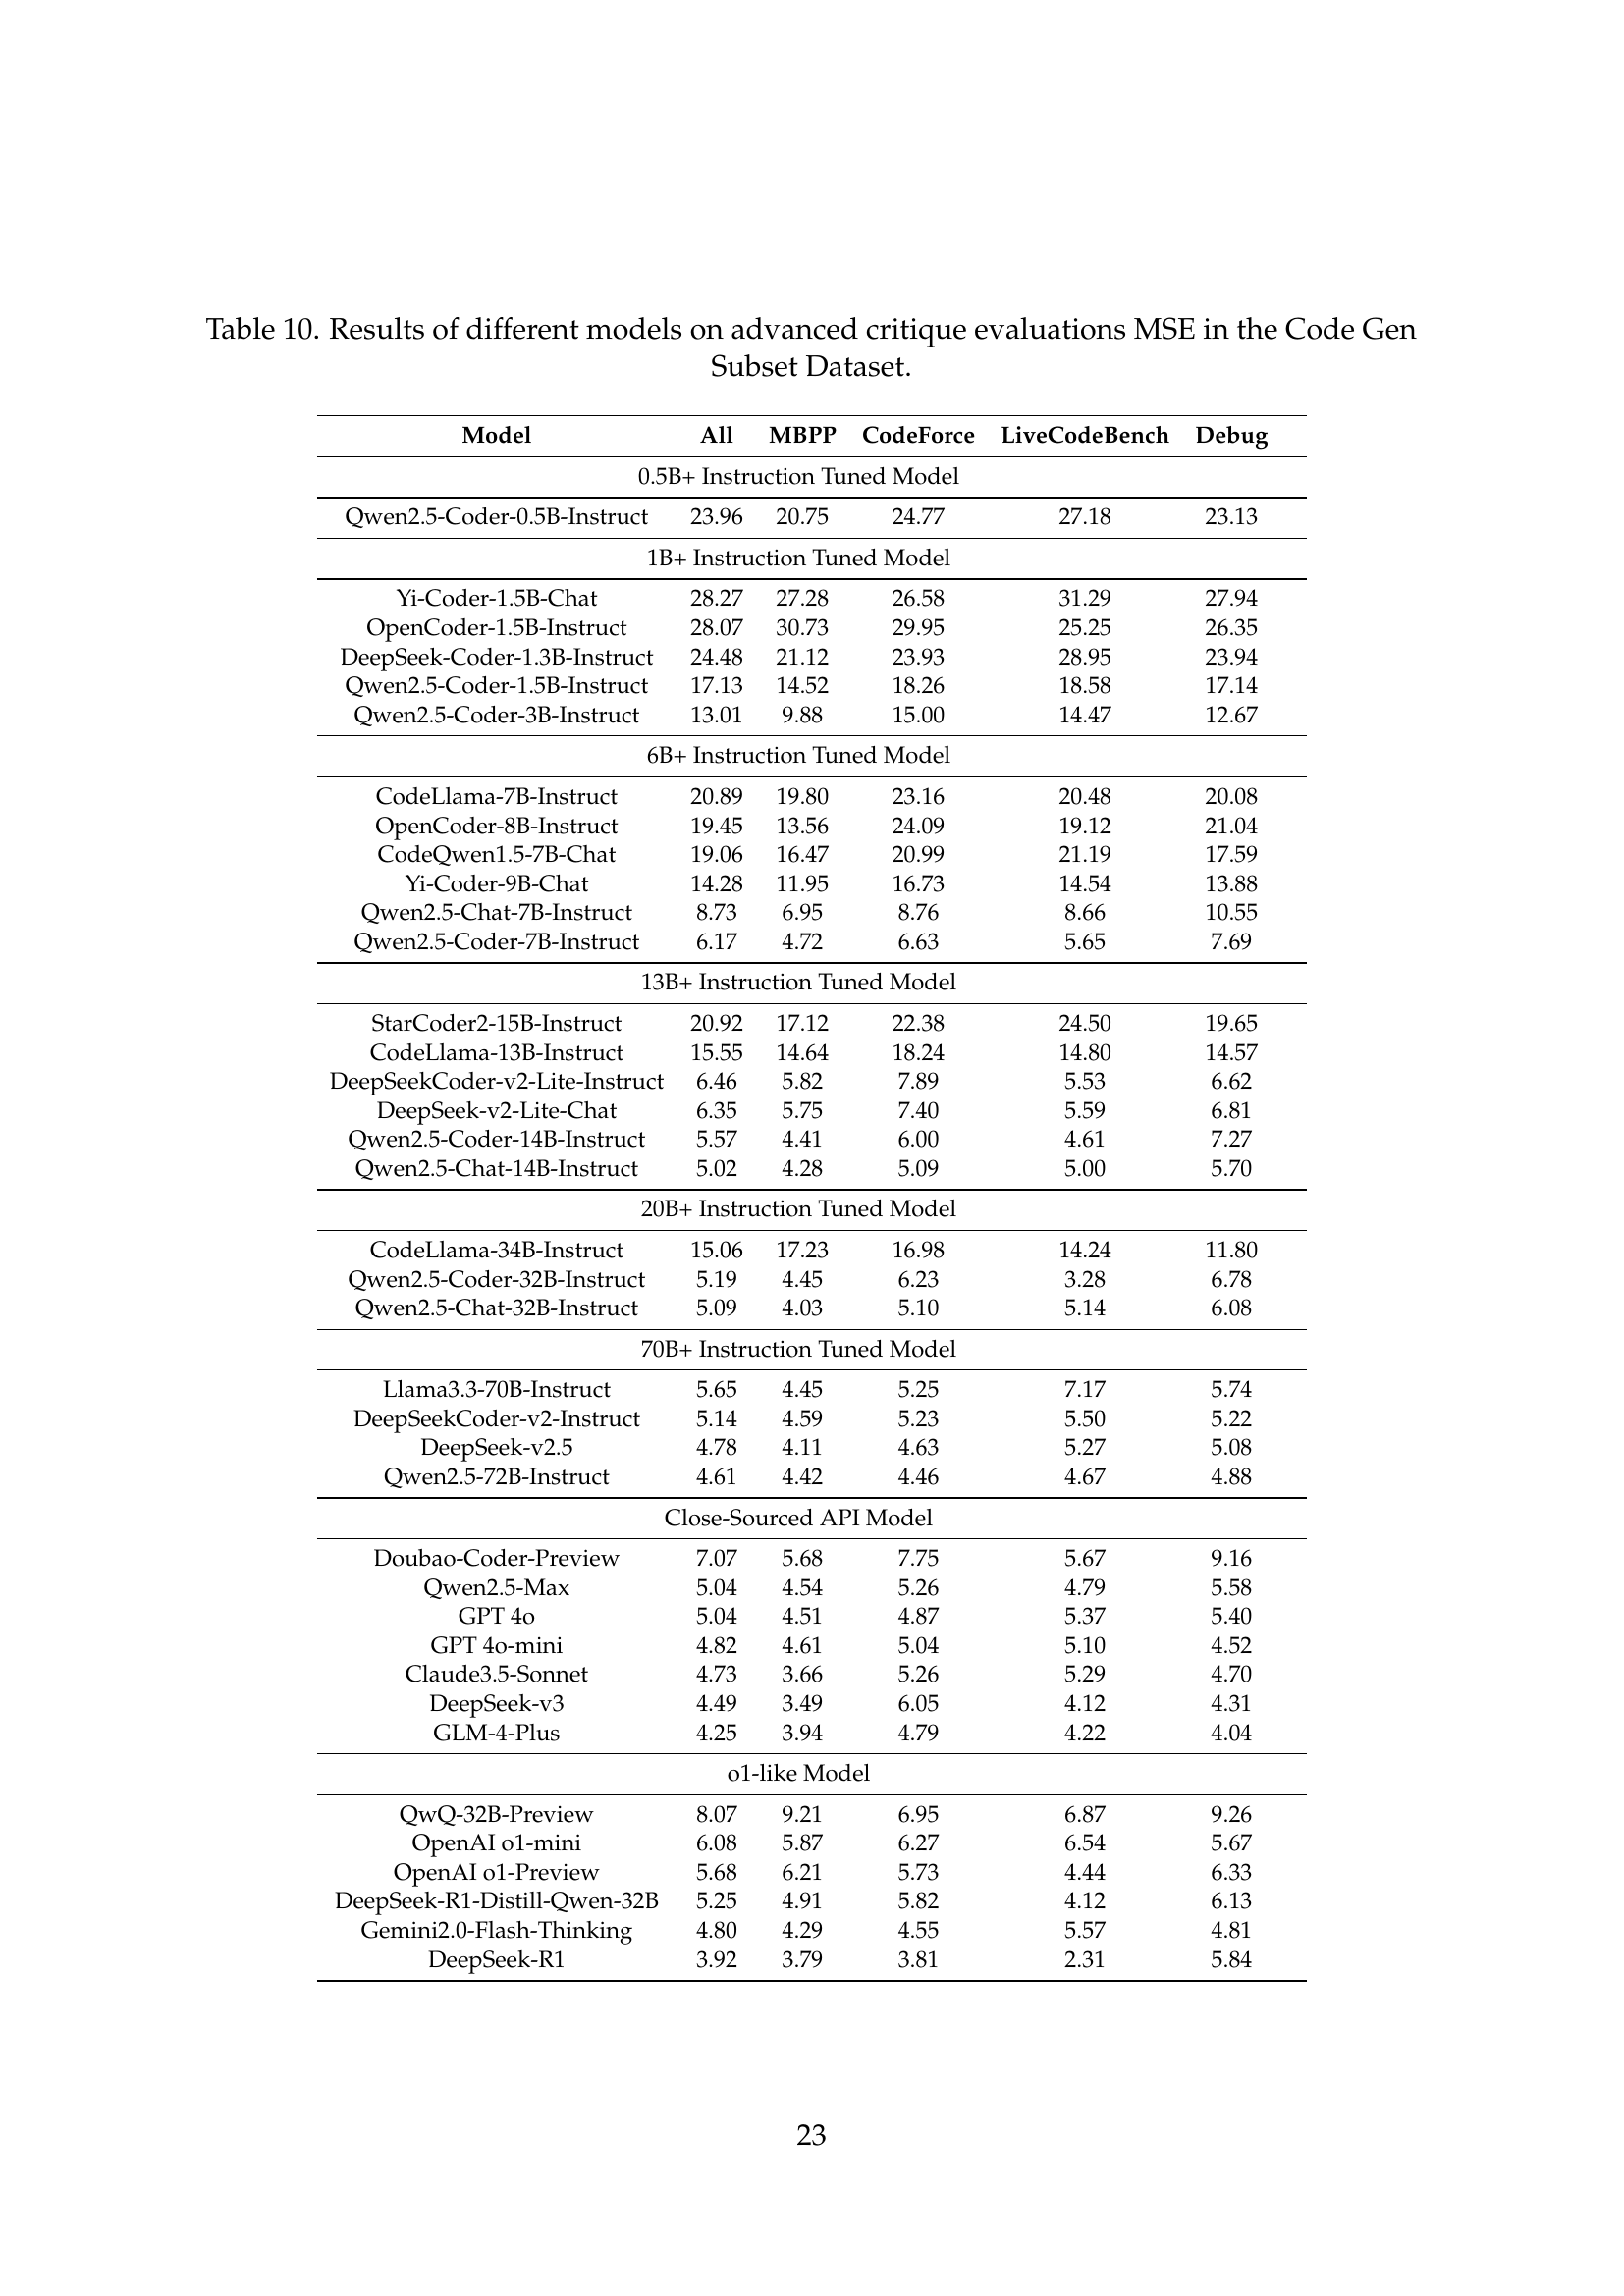 Table 10. Results of different models on advanced critique evaluations MSE in the Code Gen
Subset Dataset.
Model All MBPP CodeForce LiveCodeBench Debug
0.5B+ Instruction Tuned Model
Qwen2.5-Coder-0.5B-Instruct 23.96 20.75 24.77 27.18 23.13
1B+ Instruction Tuned Model
Yi-Coder-1.5B-Chat 28.27 27.28 26.58 31.29 27.94
OpenCoder-1.5B-Instruct 28.07 30.73 29.95 25.25 26.35
DeepSeek-Coder-1.3B-Instruct 24.48 21.12 23.93 28.95 23.94
Qwen2.5-Coder-1.5B-Instruct 17.13 14.52 18.26 18.58 17.14
Qwen2.5-Coder-3B-Instruct 13.01 9.88 15.00 14.47 12.67
6B+ Instruction Tuned Model
CodeLlama-7B-Instruct 20.89 19.80 23.16 20.48 20.08
OpenCoder-8B-Instruct 19.45 13.56 24.09 19.12 21.04
CodeQwen1.5-7B-Chat 19.06 16.47 20.99 21.19 17.59
Yi-Coder-9B-Chat 14.28 11.95 16.73 14.54 13.88
Qwen2.5-Chat-7B-Instruct 8.73 6.95 8.76 8.66 10.55
Qwen2.5-Coder-7B-Instruct 6.17 4.72 6.63 5.65 7.69
13B+ Instruction Tuned Model
StarCoder2-15B-Instruct 20.92 17.12 22.38 24.50 19.65
CodeLlama-13B-Instruct 15.55 14.64 18.24 14.80 14.57
DeepSeekCoder-v2-Lite-Instruct 6.46 5.82 7.89 5.53 6.62
DeepSeek-v2-Lite-Chat 6.35 5.75 7.40 5.59 6.81
Qwen2.5-Coder-14B-Instruct 5.57 4.41 6.00 4.61 7.27
Qwen2.5-Chat-14B-Instruct 5.02 4.28 5.09 5.00 5.70
20B+ Instruction Tuned Model
CodeLlama-34B-Instruct 15.06 17.23 16.98 14.24 11.80
Qwen2.5-Coder-32B-Instruct 5.19 4.45 6.23 3.28 6.78
Qwen2.5-Chat-32B-Instruct 5.09 4.03 5.10 5.14 6.08
70B+ Instruction Tuned Model
Llama3.3-70B-Instruct 5.65 4.45 5.25 7.17 5.74
DeepSeekCoder-v2-Instruct 5.14 4.59 5.23 5.50 5.22
DeepSeek-v2.5 4.78 4.11 4.63 5.27 5.08
Qwen2.5-72B-Instruct 4.61 4.42 4.46 4.67 4.88
Close-Sourced API Model
Doubao-Coder-Preview 7.07 5.68 7.75 5.67 9.16
Qwen2.5-Max 5.04 4.54 5.26 4.79 5.58
GPT 4o 5.04 4.51 4.87 5.37 5.40
GPT 4o-mini 4.82 4.61 5.04 5.10 4.52
Claude3.5-Sonnet 4.73 3.66 5.26 5.29 4.70
DeepSeek-v3 4.49 3.49 6.05 4.12 4.31
GLM-4-Plus 4.25 3.94 4.79 4.22 4.04
o1-like Model
QwQ-32B-Preview 8.07 9.21 6.95 6.87 9.26
OpenAI o1-mini 6.08 5.87 6.27 6.54 5.67
OpenAI o1-Preview 5.68 6.21 5.73 4.44 6.33
DeepSeek-R1-Distill-Qwen-32B 5.25 4.91 5.82 4.12 6.13
Gemini2.0-Flash-Thinking 4.80 4.29 4.55 5.57 4.81
DeepSeek-R1 3.92 3.79 3.81 2.31 5.84
23